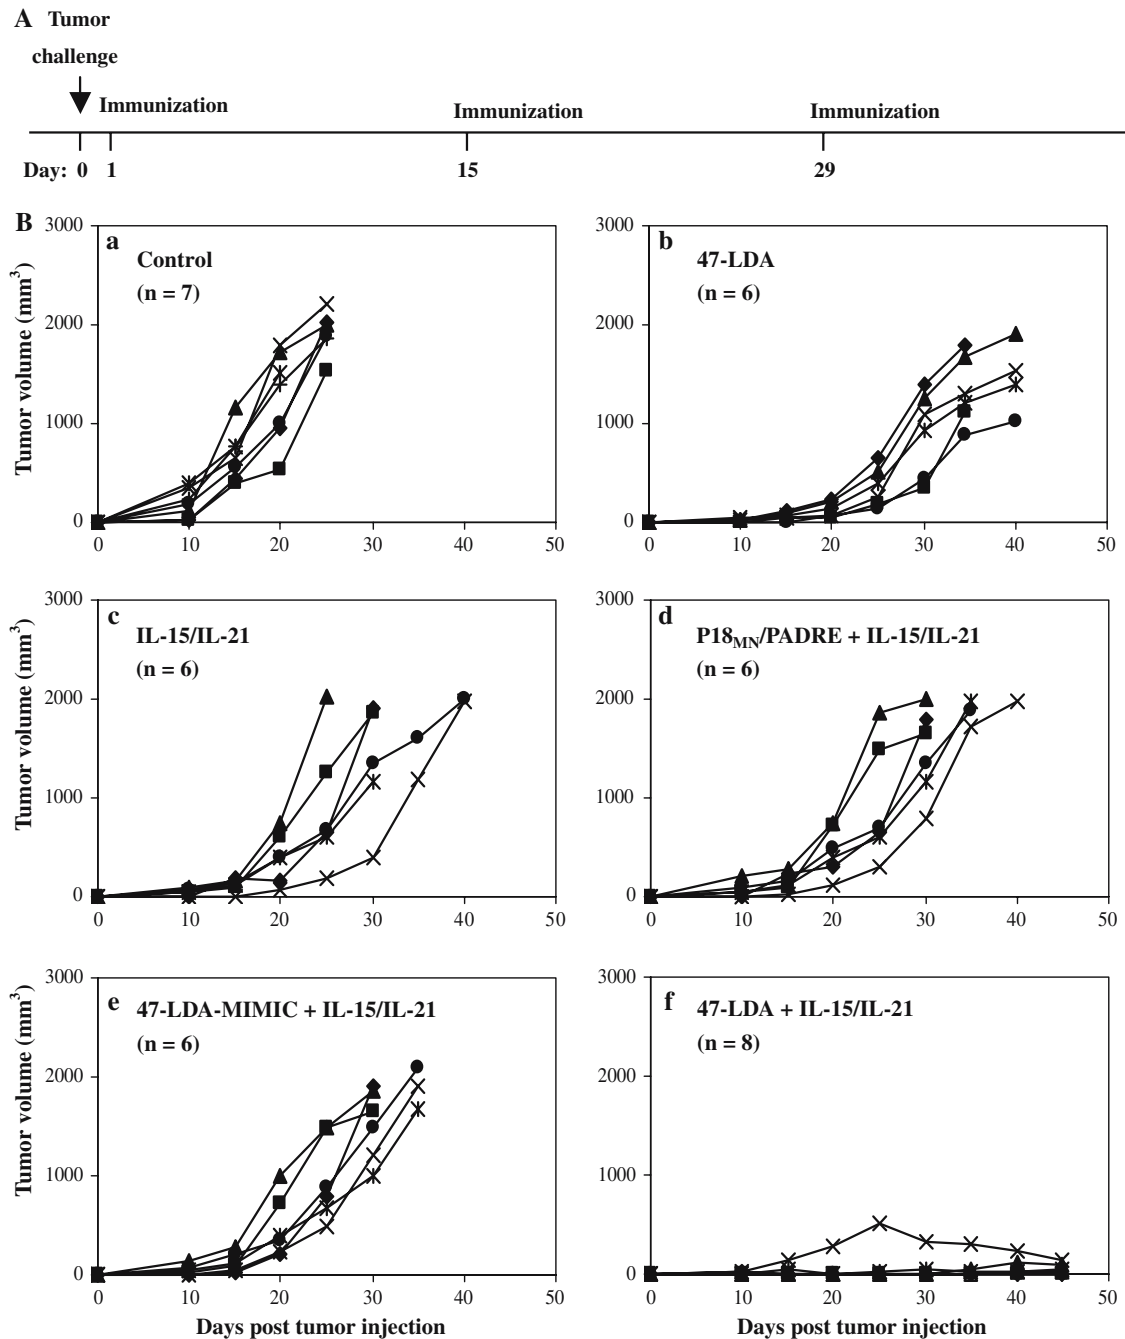 A Tumor
challenge
Immunization Immunization Immunization
Day: 0 1 15 29
B
a
Control
(n = 7)
Tumor volume (mm³)
3000
2000
1000
0
0 10 20 30 40 50
b
47-LDA
(n = 6)
3000
2000
1000
0
0 10 20 30 40 50
c
IL-15/IL-21
(n = 6)
Tumor volume (mm³)
3000
2000
1000
0
0 10 20 30 40 50
d
P18MN/PADRE + IL-15/IL-21
(n = 6)
3000
2000
1000
0
0 10 20 30 40 50
e
47-LDA-MIMIC + IL-15/IL-21
(n = 6)
Tumor volume (mm³)
3000
2000
1000
0
0 10 20 30 40 50
Days post tumor injection
f
47-LDA + IL-15/IL-21
(n = 8)
3000
2000
1000
0
0 10 20 30 40 50
Days post tumor injection